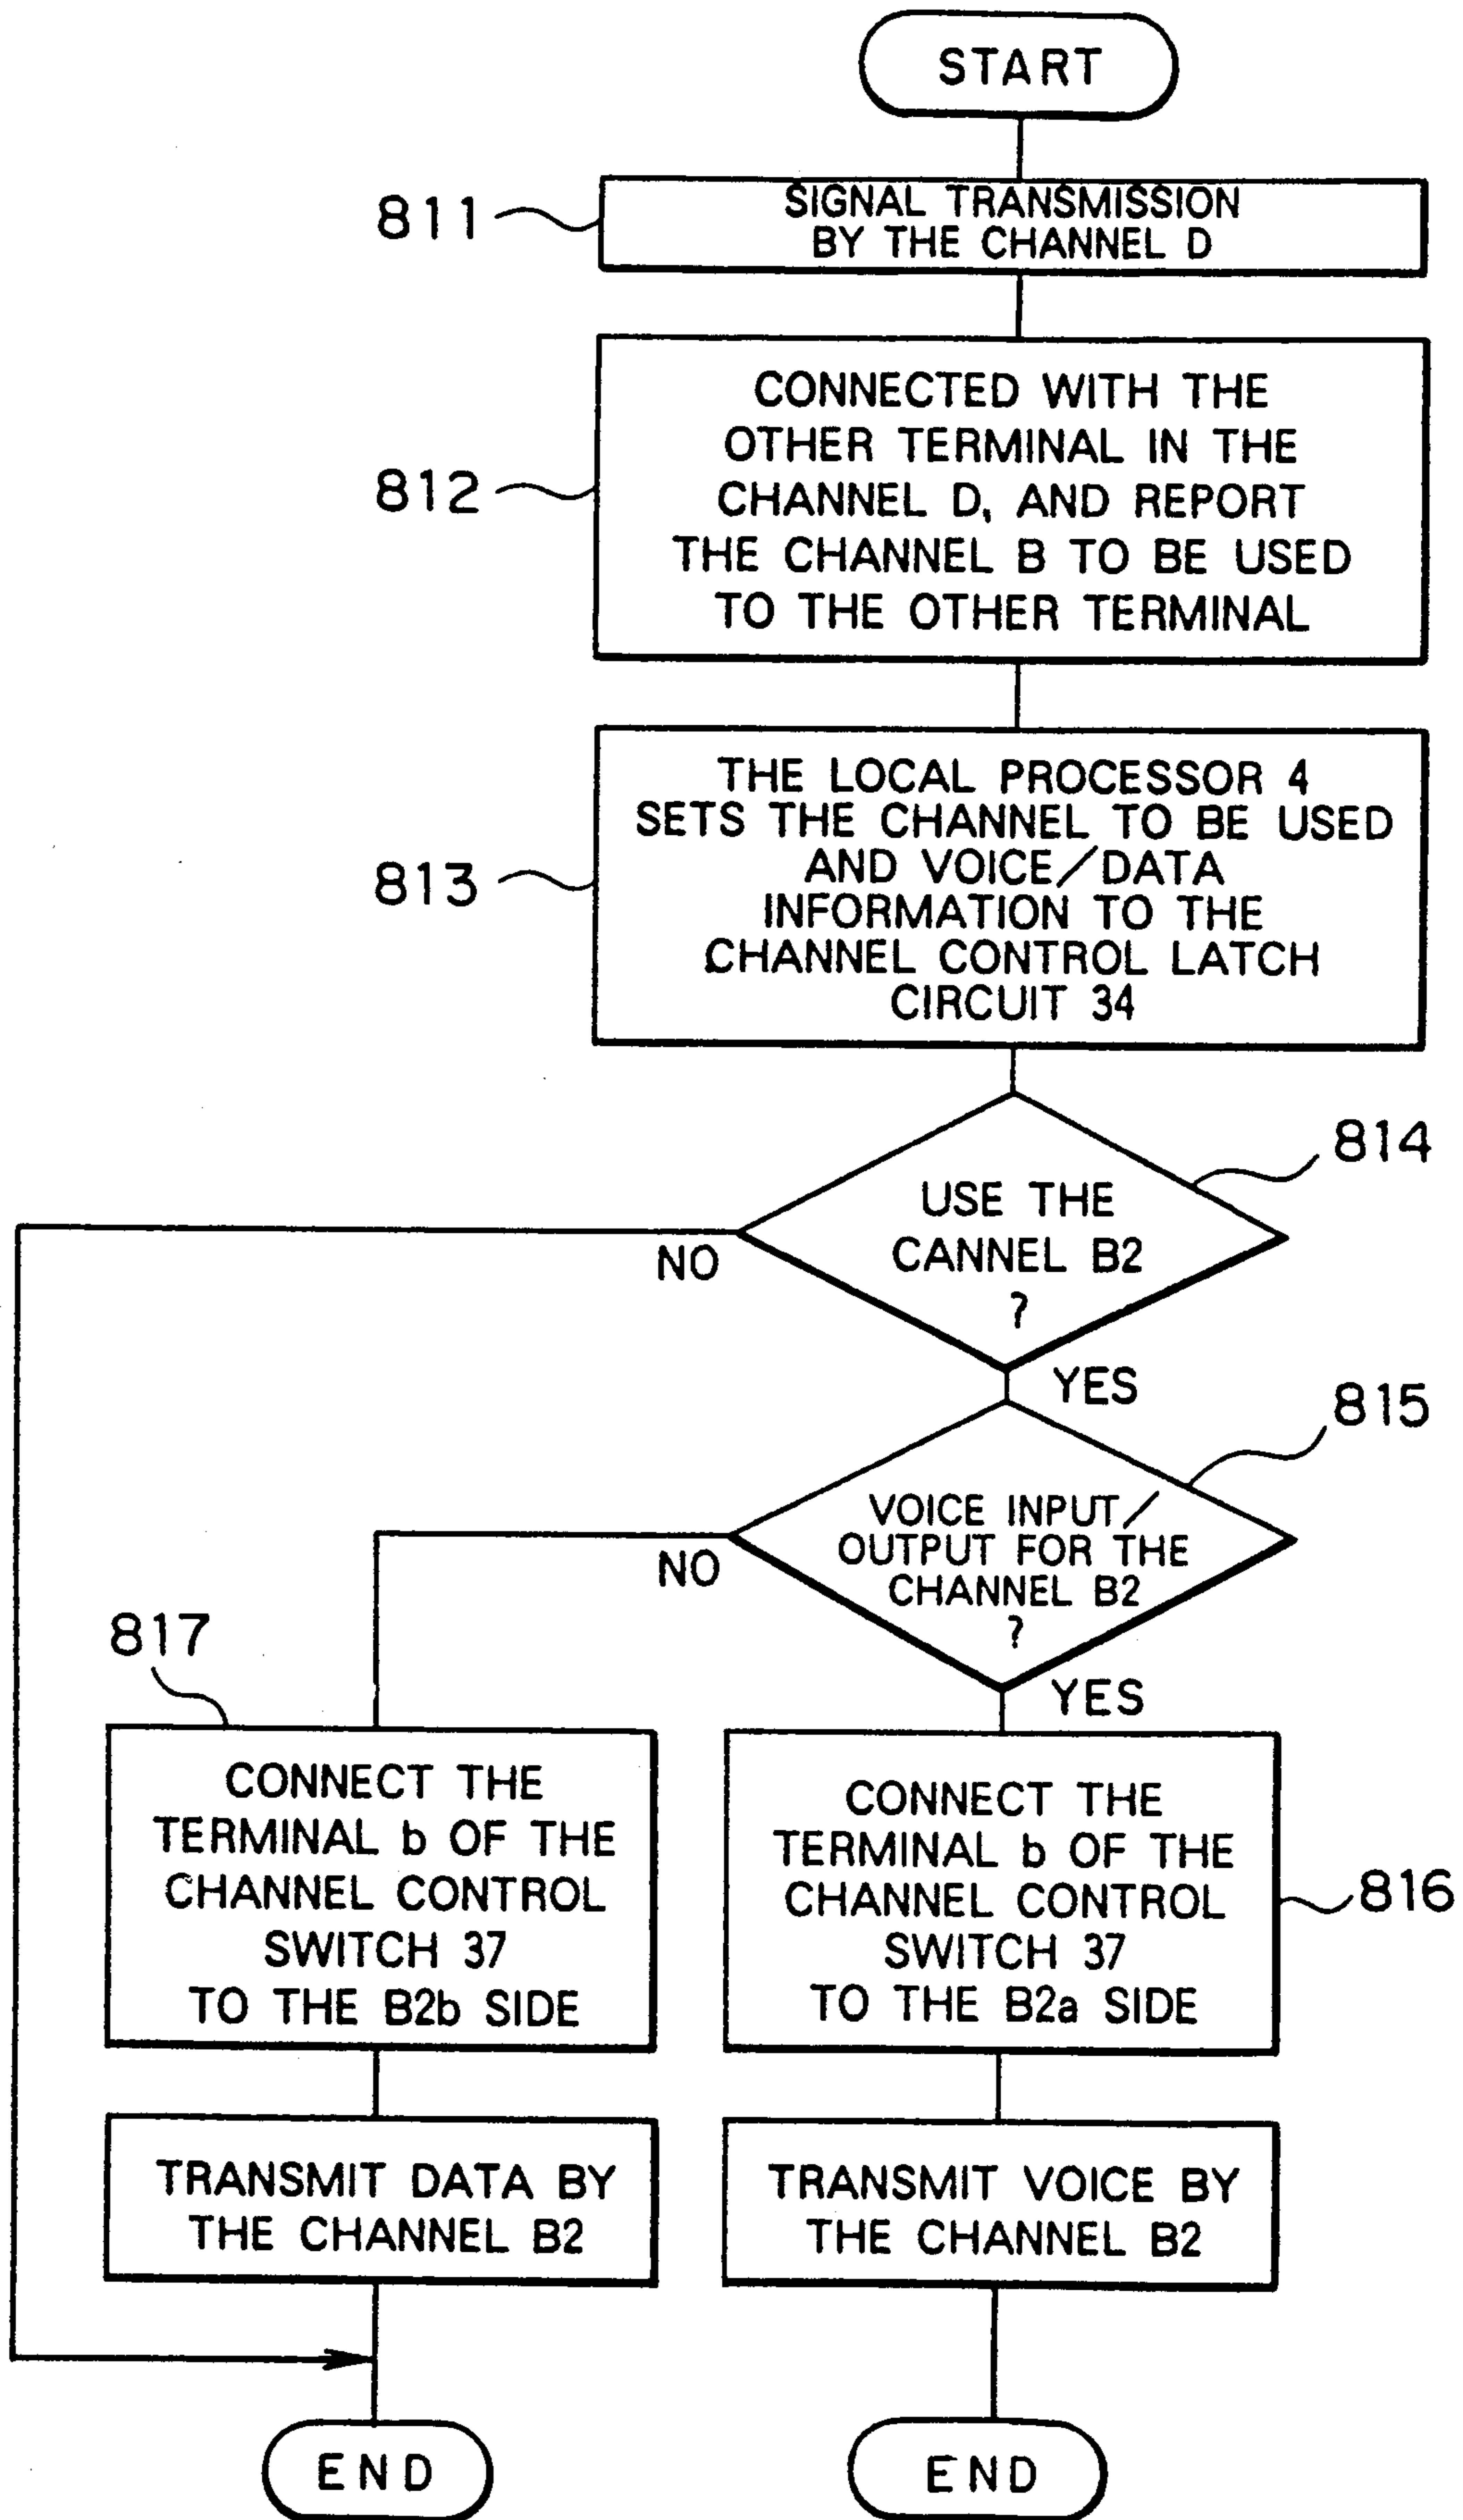 START
811
SIGNAL TRANSMISSION
BY THE CHANNEL D
812
CONNECTED WITH THE
OTHER TERMINAL IN THE
CHANNEL D, AND REPORT
THE CHANNEL B TO BE USED
TO THE OTHER TERMINAL
813
THE LOCAL PROCESSOR 4
SETS THE CHANNEL TO BE USED
AND VOICE/DATA
INFORMATION TO THE
CHANNEL CONTROL LATCH
CIRCUIT 34
814
USE THE
CANNEL B2
?
NO
YES
815
VOICE INPUT/
OUTPUT FOR THE
CHANNEL B2
?
NO
YES
817
CONNECT THE
TERMINAL b OF THE
CHANNEL CONTROL
SWITCH 37
TO THE B2b SIDE
CONNECT THE
TERMINAL b OF THE
CHANNEL CONTROL
SWITCH 37
TO THE B2a SIDE
816
TRANSMIT DATA BY
THE CHANNEL B2
TRANSMIT VOICE BY
THE CHANNEL B2
END
END